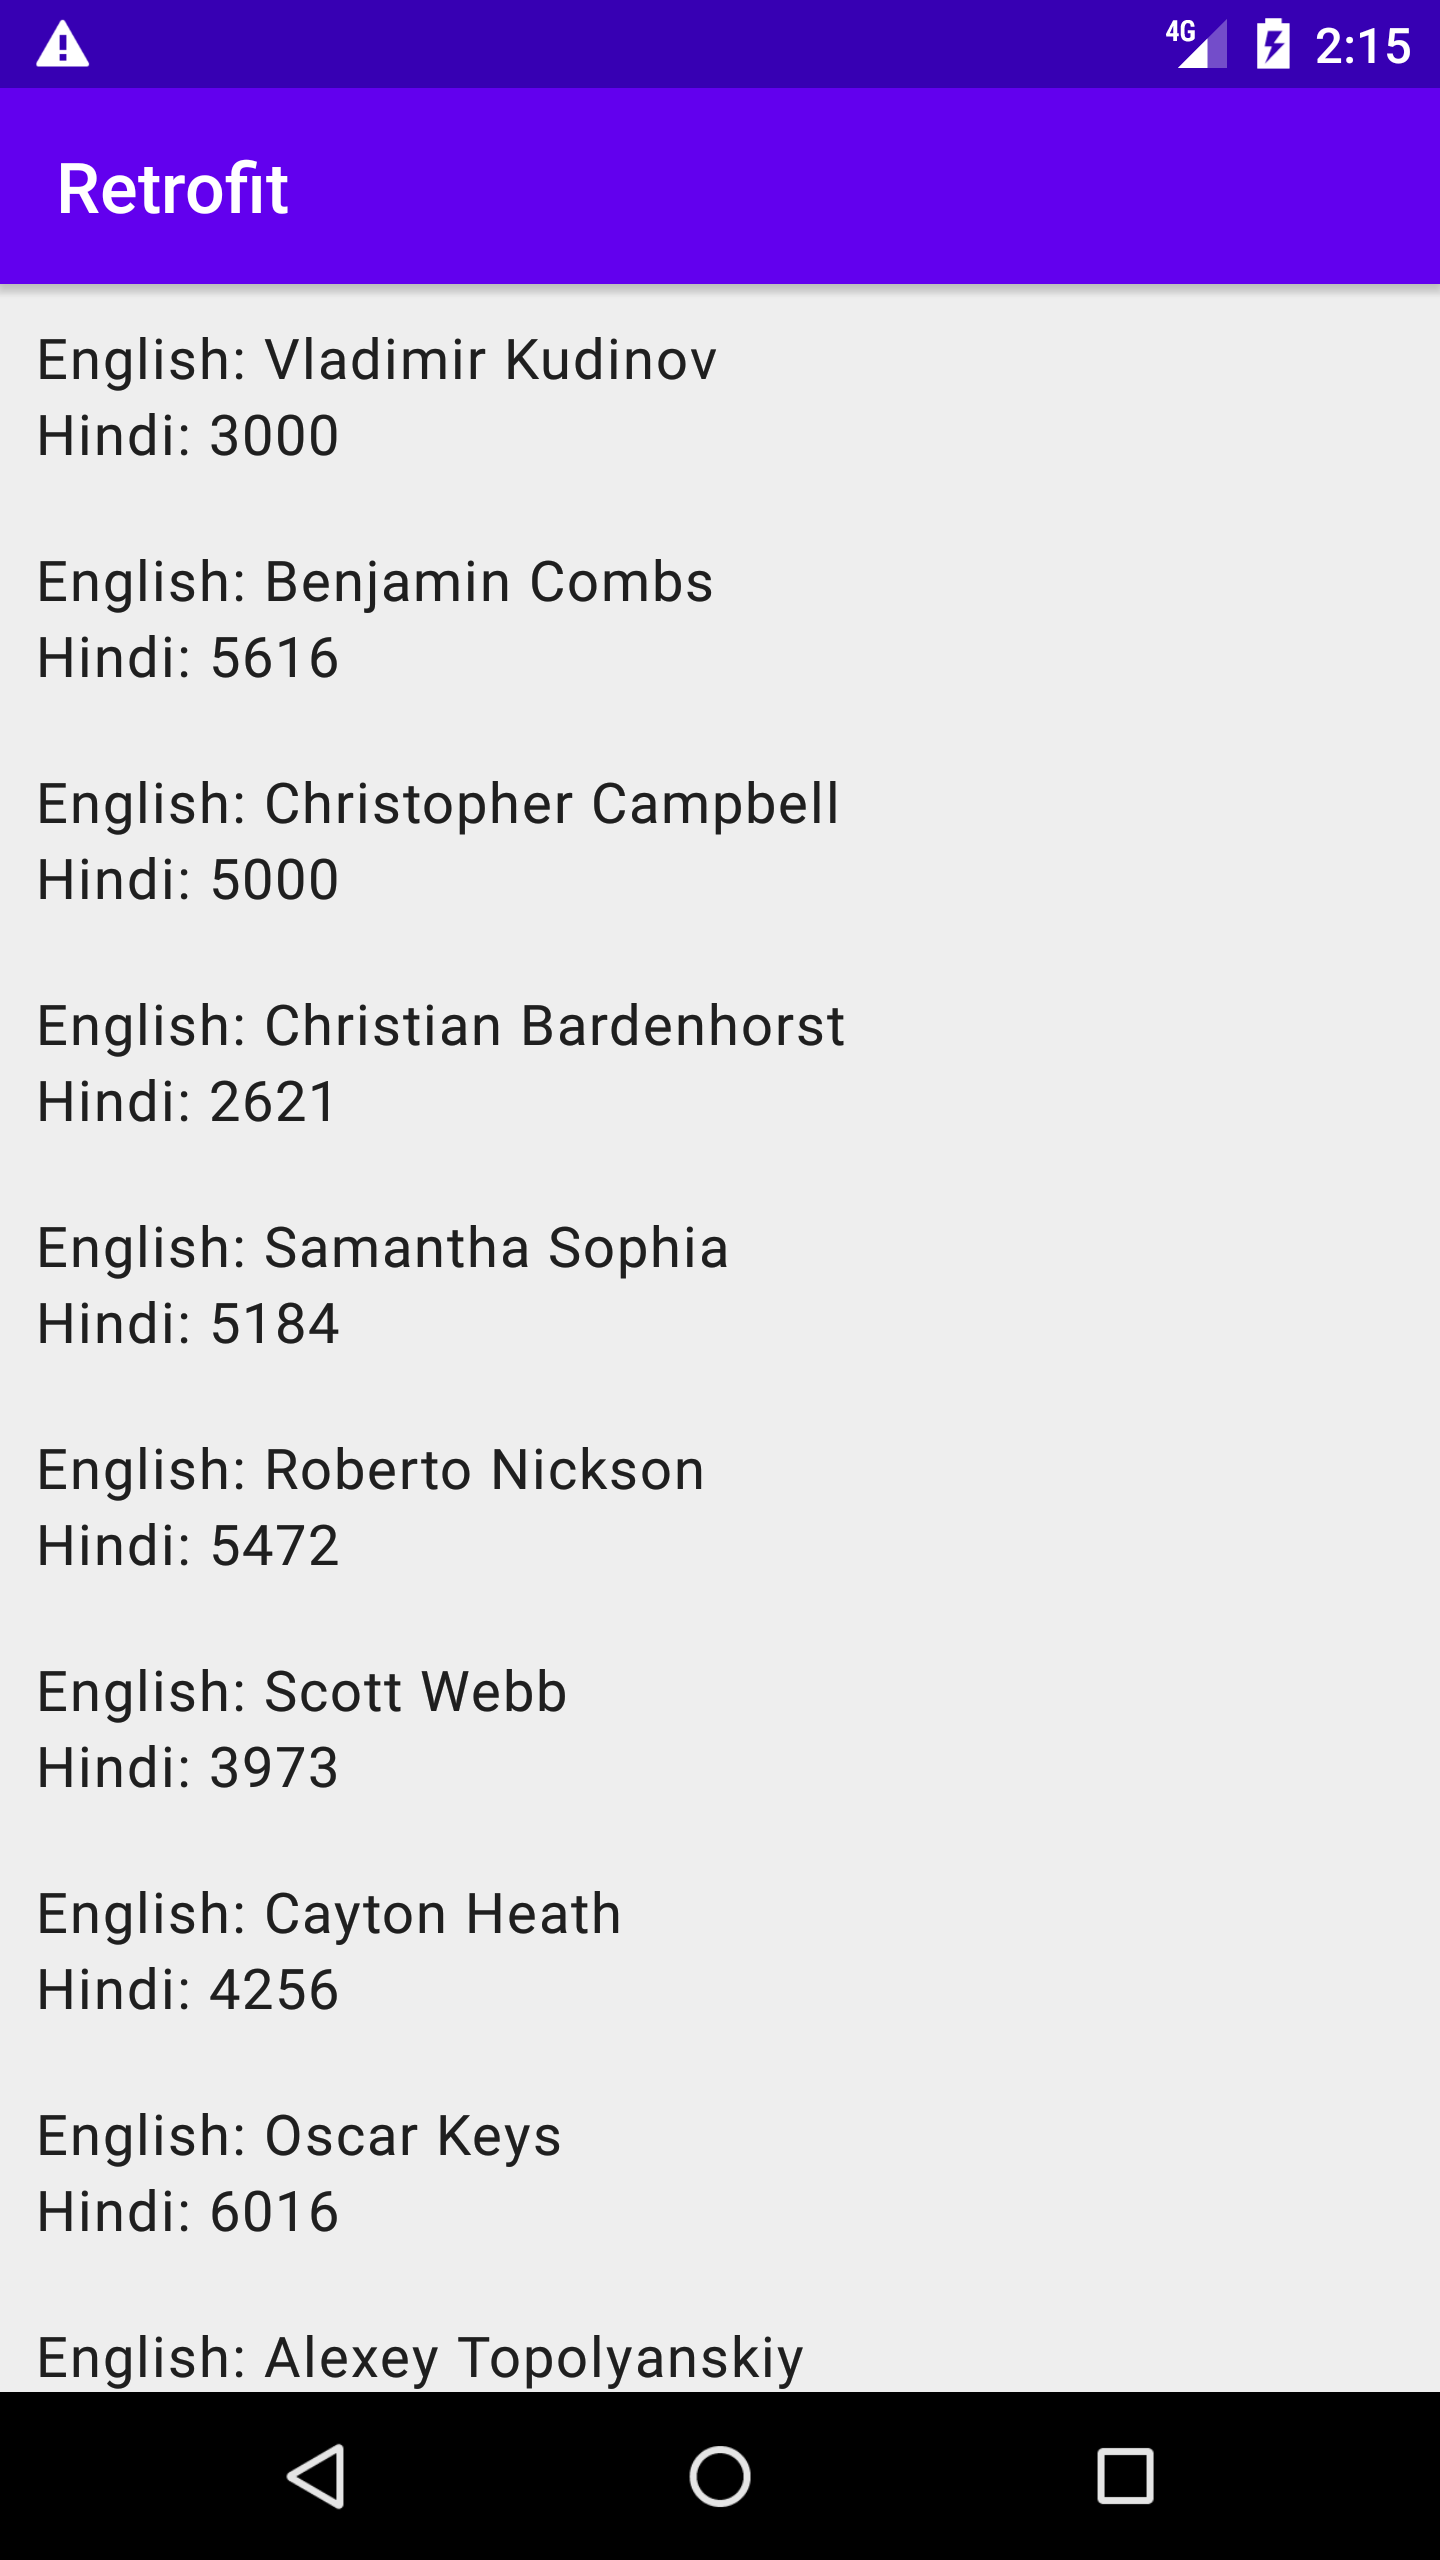 4G 2:15
Retrofit
English: Vladimir Kudinov
Hindi: 3000
English: Benjamin Combs
Hindi: 5616
English: Christopher Campbell
Hindi: 5000
English: Christian Bardenhorst
Hindi: 2621
English: Samantha Sophia
Hindi: 5184
English: Roberto Nickson
Hindi: 5472
English: Scott Webb
Hindi: 3973
English: Cayton Heath
Hindi: 4256
English: Oscar Keys
Hindi: 6016
English: Alexey Topolyanskiy